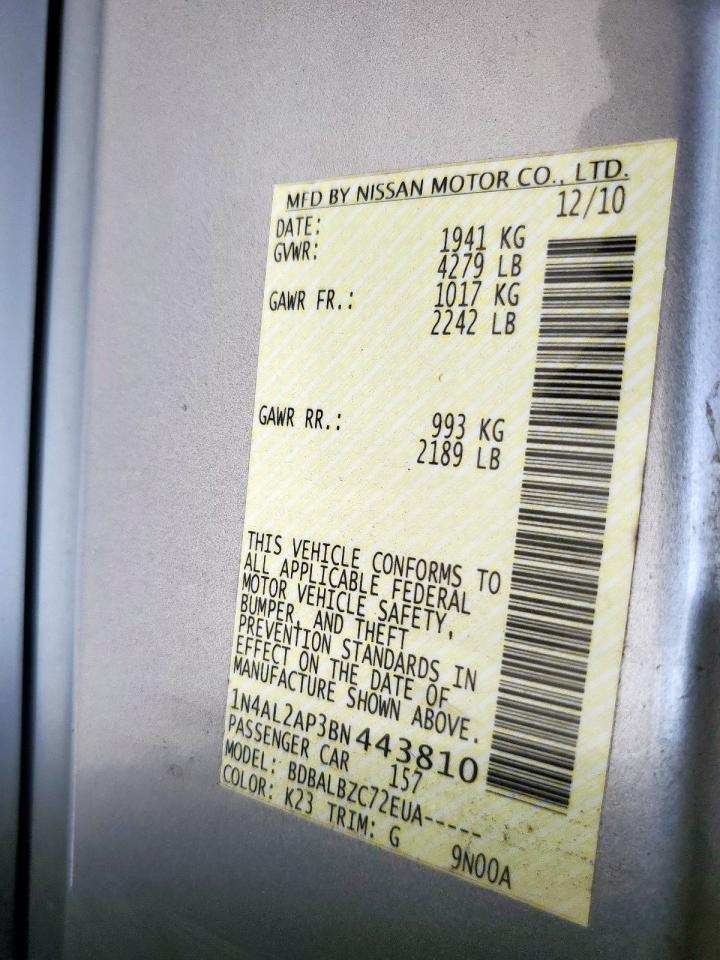 MFD BY NISSAN MOTOR CO., LTD.
DATE: 12/10
GVWR: 1941 KG
4279 LB
GAWR FR.: 1017 KG
2242 LB
GAWR RR.: 993 KG
2189 LB
THIS VEHICLE CONFORMS TO
ALL APPLICABLE FEDERAL
MOTOR VEHICLE SAFETY,
BUMPER, AND THEFT
PREVENTION STANDARDS IN
EFFECT ON THE DATE OF
MANUFACTURE SHOWN ABOVE.
1N4AL2AP3BN443810
PASSENGER CAR 157
MODEL: BDBALBZC72EUA-----
COLOR: K23 TRIM: G 9N00A